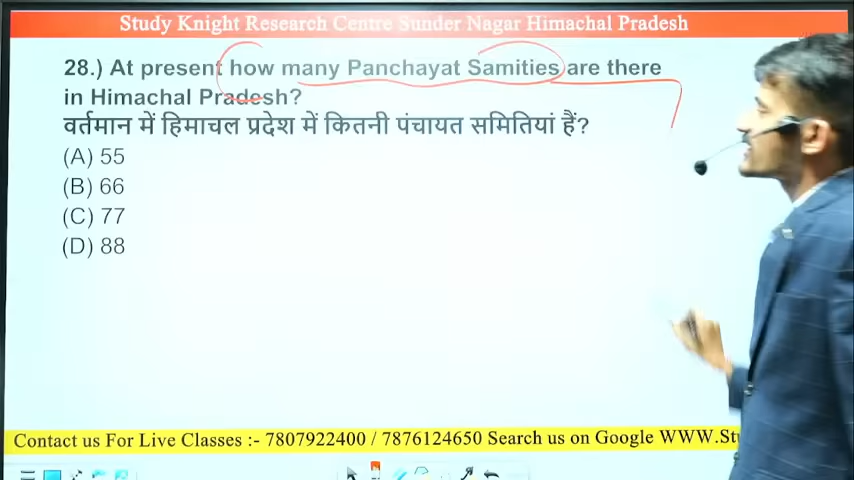 Study Knight Research Centre Sunder Nagar Himachal Pradesh
28.) At present how many Panchayat Samities are there
in Himachal Pradesh?
वर्तमान में हिमाचल प्रदेश में कितनी पंचायत समितियां हैं?
(A) 55
(B) 66
(C) 77
(D) 88
Contact us For Live Classes :- 7807922400 / 7876124650 Search us on Google WWW.St